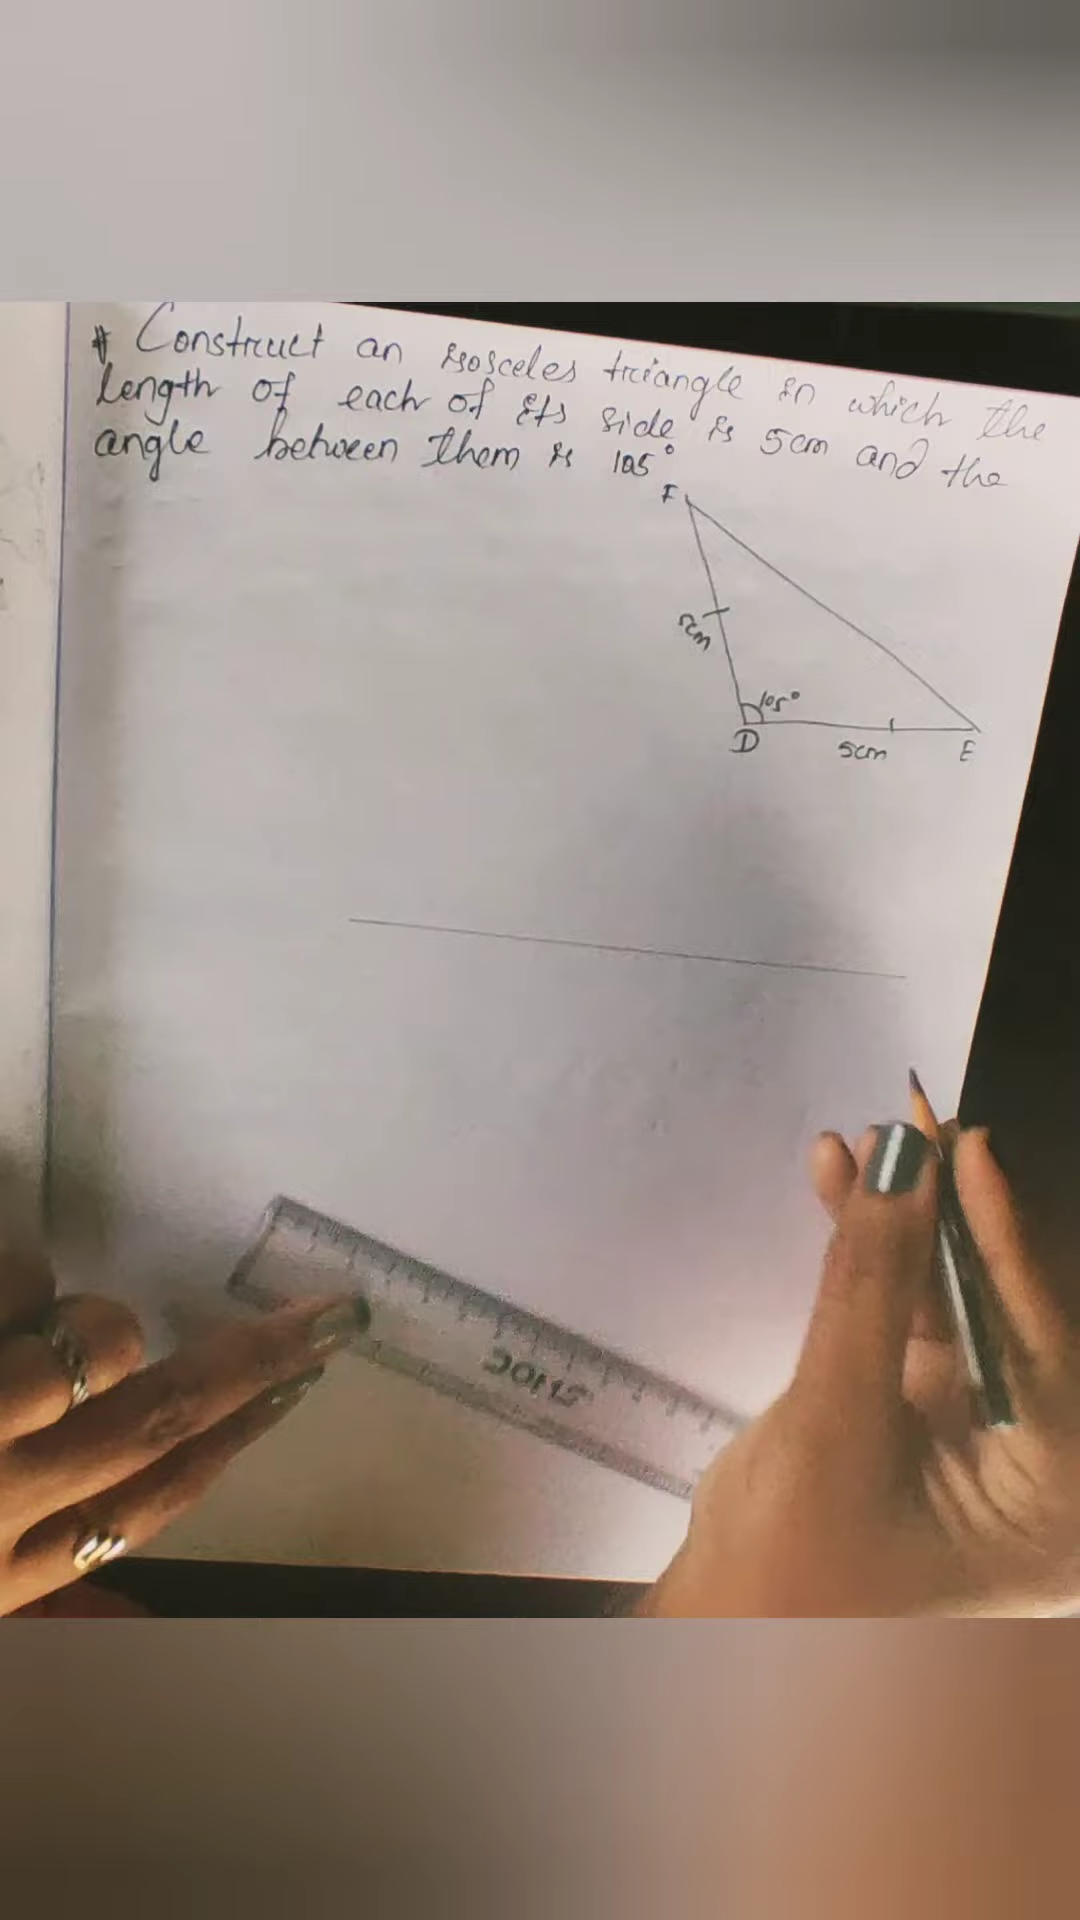 * Construct an isosceles triangle in which the
length of each of its side is 5cm and the
angle between them is 105°
F
5cm
105°
D
5cm
E
DOMS